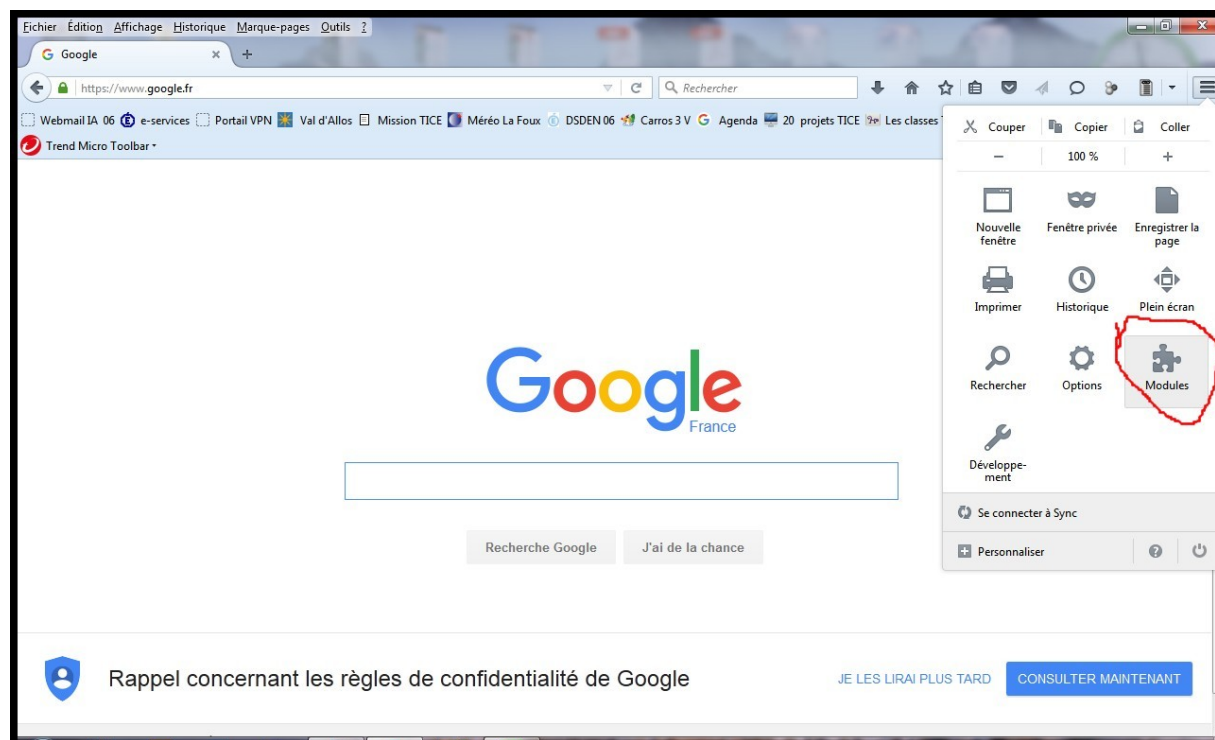 Fichier Édition Affichage Historique Marque-pages Outils ?
Google
https://www.google.fr
Rechercher
Webmail IA 06 e-services Portail VPN Val d'Allos Mission TICE Méréo La Foux DSDEN 06 Carros 3 V Agenda 20 projets TICE Les classes
Trend Micro Toolbar
Couper Copier Coller
− 100 % +
Nouvelle fenêtre
Fenêtre privée
Enregistrer la page
Imprimer Historique Plein écran
Rechercher Options Modules
Développe-
ment
Se connecter à Sync
Personnaliser
Google
France
Recherche Google J'ai de la chance
Rappel concernant les règles de confidentialité de Google JE LES LIRAI PLUS TARD CONSULTER MAINTENANT